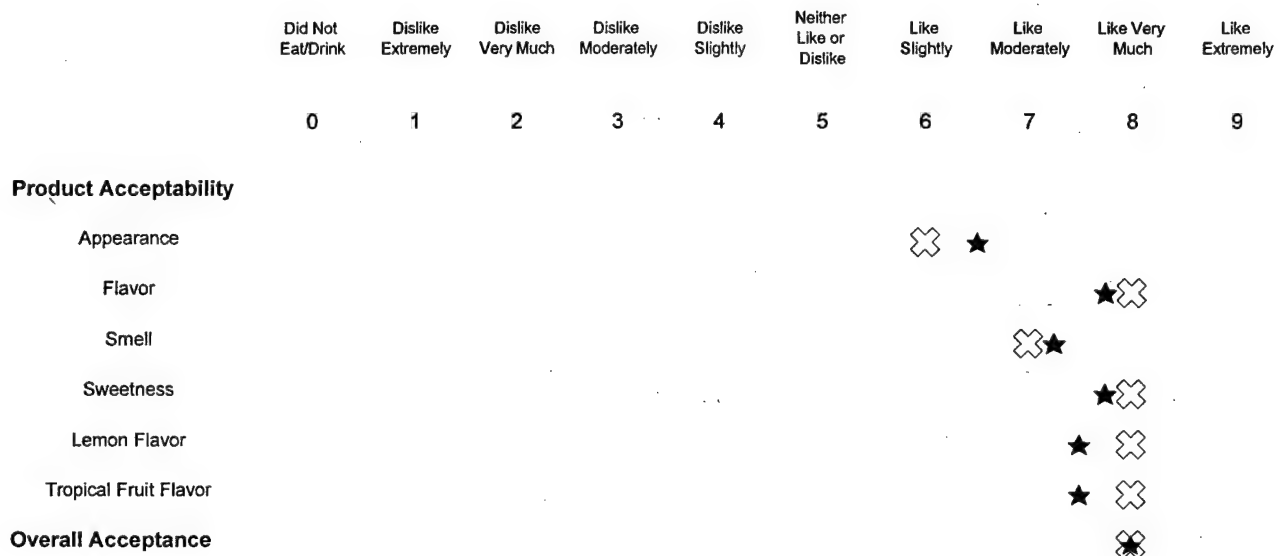 Did Not Eat/Drink
Dislike Extremely
Dislike Very Much
Dislike Moderately
Dislike Slightly
Neither Like or Dislike
Like Slightly
Like Moderately
Like Very Much
Like Extremely
0 1 2 3 4 5 6 7 8 9
Product Acceptability
Appearance
Flavor
Smell
Sweetness
Lemon Flavor
Tropical Fruit Flavor
Overall Acceptance